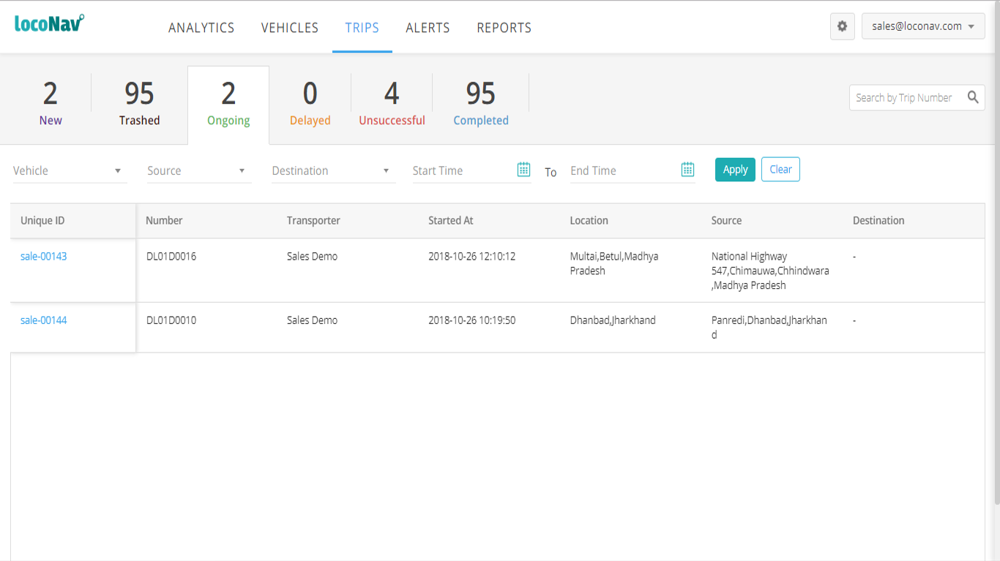 locoNav
ANALYTICS VEHICLES TRIPS ALERTS REPORTS
sales@loconav.com
2 95 2 0 4 95
New Trashed Ongoing Delayed Unsuccessful Completed
Search by Trip Number
Vehicle Source Destination Start Time To End Time Apply Clear
Unique ID Number Transporter Started At Location Source Destination
sale-00143 DL01D0016 Sales Demo 2018-10-26 12:10:12 Multai,Betul,Madhya National Highway -
Pradesh 547,Chimauwa,Chhindwara
,Madhya Pradesh
sale-00144 DL01D0010 Sales Demo 2018-10-26 10:19:50 Dhanbad,Jharkhand Panredi,Dhanbad,Jharkhan -
d